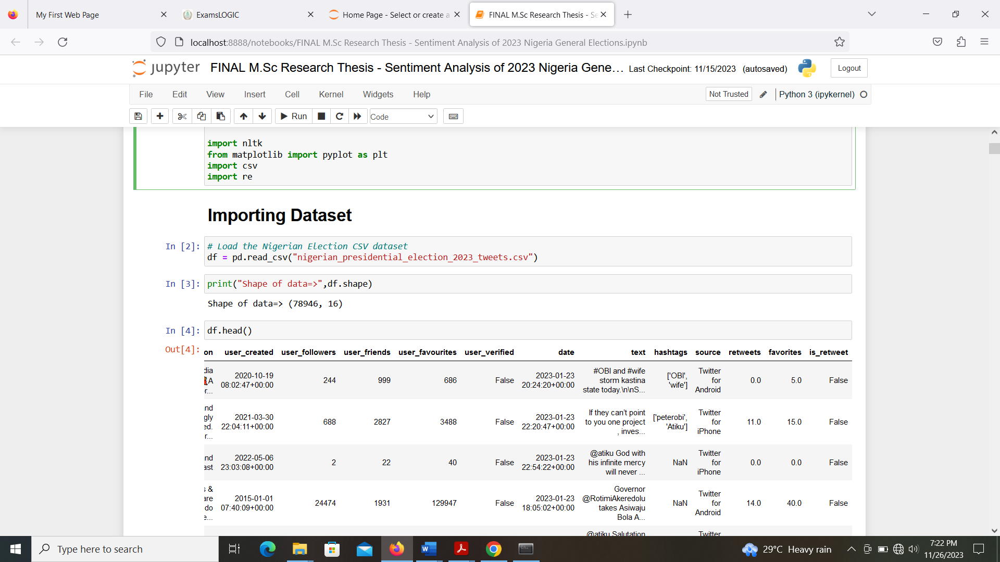 My First Web Page
ExamsLOGIC
Home Page - Select or create a
FINAL M.Sc Research Thesis - Se
localhost:8888/notebooks/FINAL M.Sc Research Thesis - Sentiment Analysis of 2023 Nigeria General Elections.ipynb
jupyter FINAL M.Sc Research Thesis - Sentiment Analysis of 2023 Nigeria Gene... Last Checkpoint: 11/15/2023 (autosaved) Logout
File Edit View Insert Cell Kernel Widgets Help Not Trusted Python 3 (ipykernel)
Run Code
import nltk
from matplotlib import pyplot as plt
import csv
import re
Importing Dataset
In [2]: # Load the Nigerian Election CSV dataset
df = pd.read_csv("nigerian_presidential_election_2023_tweets.csv")
In [3]: print("Shape of data=>",df.shape)
Shape of data=> (78946, 16)
In [4]: df.head()
Out[4]: on user_created user_followers user_friends user_favourites user_verified date text hashtags source retweets favorites is_retweet
dia A r... 2020-10-19 08:02:47+00:00 244 999 686 False 2023-01-23 20:24:20+00:00 #OBI and #wife storm kastina state today.\n\nS... ['OBI', 'wife'] Twitter for Android 0.0 5.0 False
nd gly ed. r... 2021-03-30 22:04:11+00:00 688 2827 3488 False 2023-01-23 22:20:47+00:00 If they can’t point to you one project , inves... ['peterobi', 'Atiku'] Twitter for iPhone 11.0 15.0 False
nd ast 2022-05-06 23:03:08+00:00 2 22 40 False 2023-01-23 22:54:22+00:00 @atiku God with his infinite mercy will never ... NaN Twitter for iPhone 0.0 0.0 False
s & are do e... 2015-01-01 07:40:09+00:00 24474 1931 129947 False 2023-01-23 18:05:02+00:00 Governor @RotimiAkeredolu takes Asiwaju Bola A... NaN Twitter for Android 14.0 40.0 False
@atiku Salutation Twitter
Type here to search
29°C Heavy rain
7:22 PM
11/26/2023